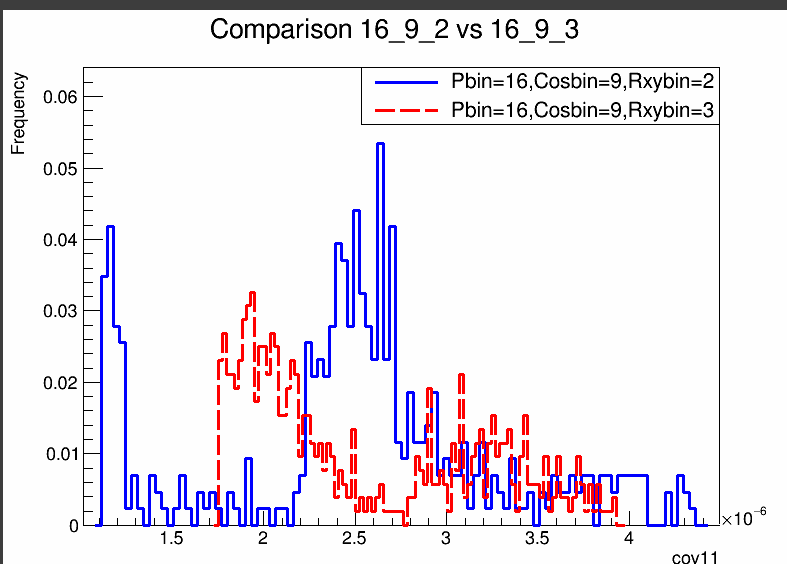 Comparison 16_9_2 vs 16_9_3
Frequency
Pbin=16,Cosbin=9,Rxybin=2
Pbin=16,Cosbin=9,Rxybin=3
0.06
0.05
0.04
0.03
0.02
0.01
0
1.5 2 2.5 3 3.5 4
×10⁻⁶
cov11